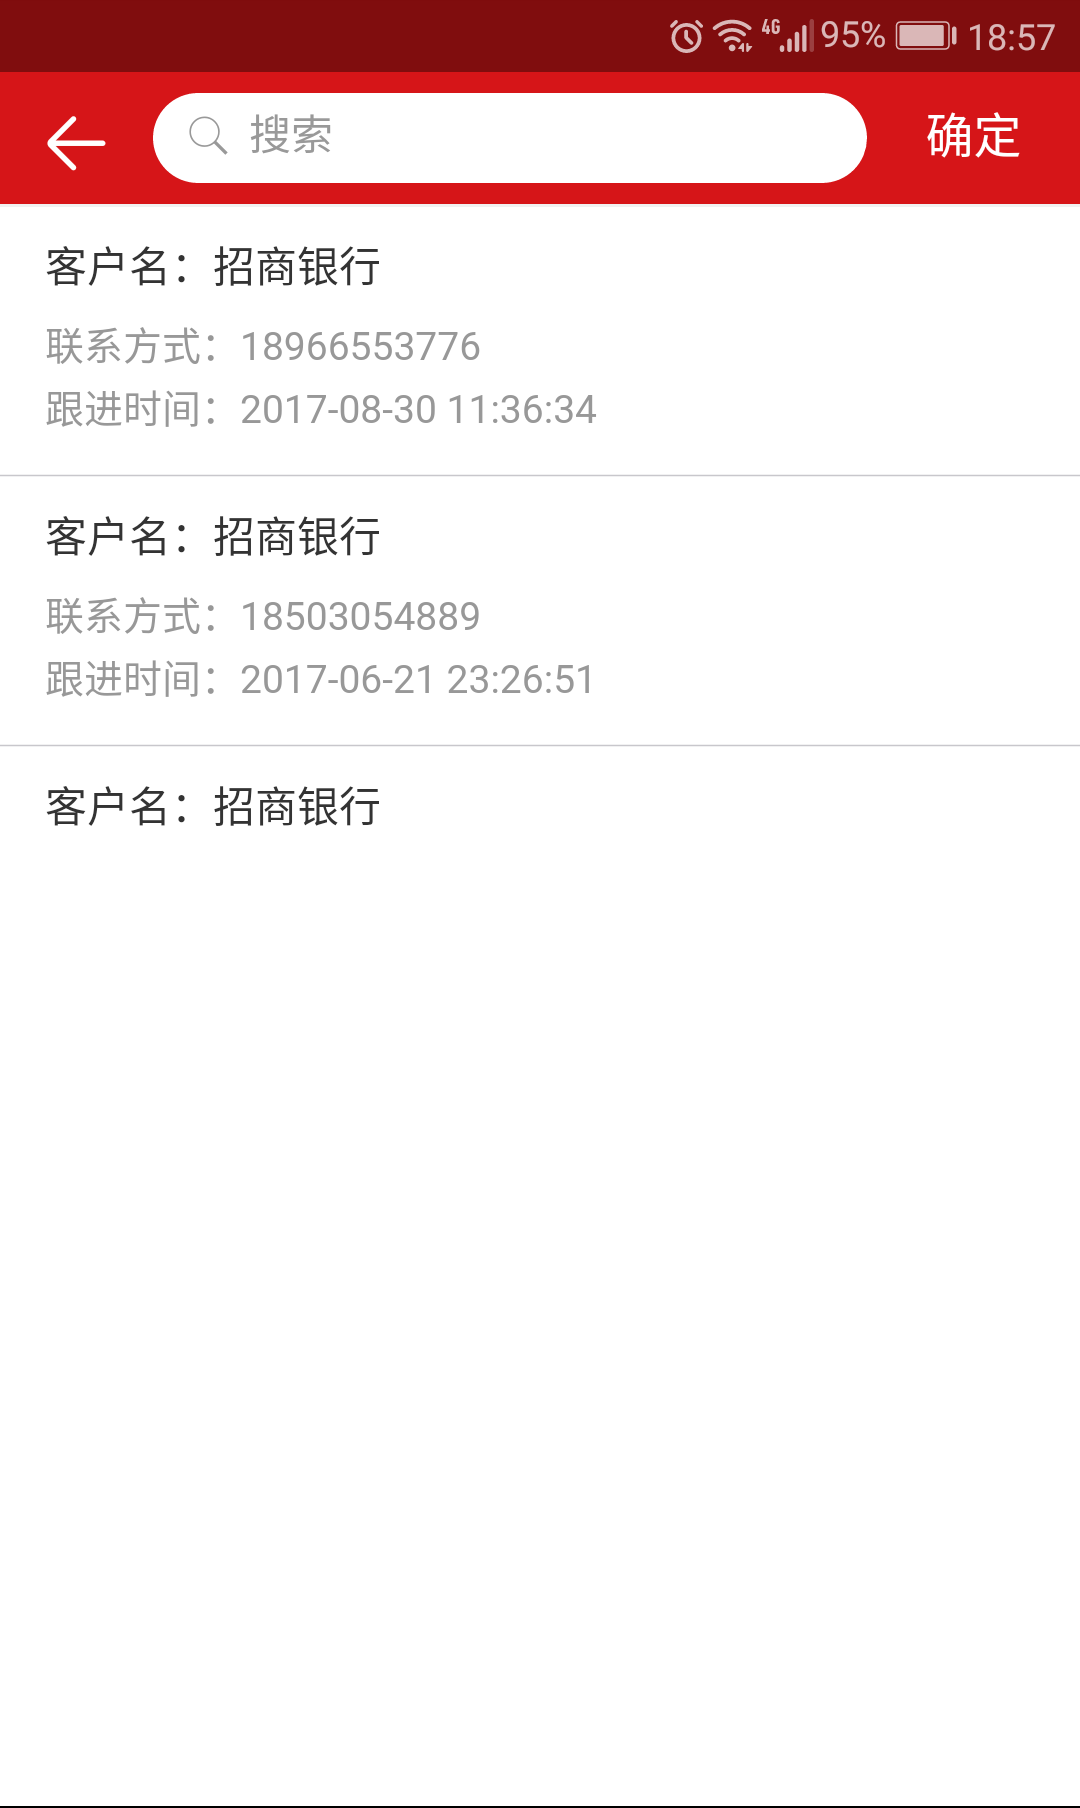 4G 95% 18:57
搜索 确定
客户名：招商银行
联系方式：18966553776
跟进时间：2017-08-30 11:36:34
客户名：招商银行
联系方式：18503054889
跟进时间：2017-06-21 23:26:51
客户名：招商银行